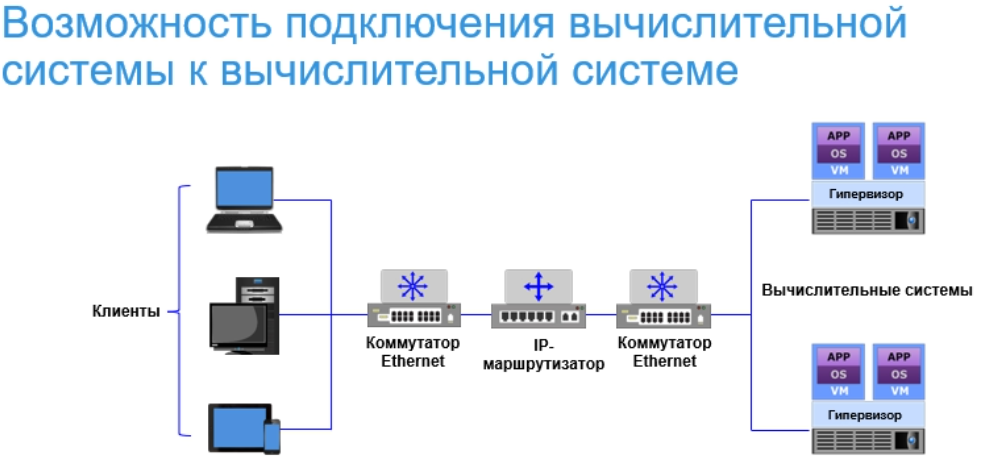 Возможность подключения вычислительной
системы к вычислительной системе
APP APP
OS OS
VM VM
Гипервизор
Клиенты
Вычислительные системы
Коммутатор
Ethernet
IP-
маршрутизатор
Коммутатор
Ethernet
APP APP
OS OS
VM VM
Гипервизор